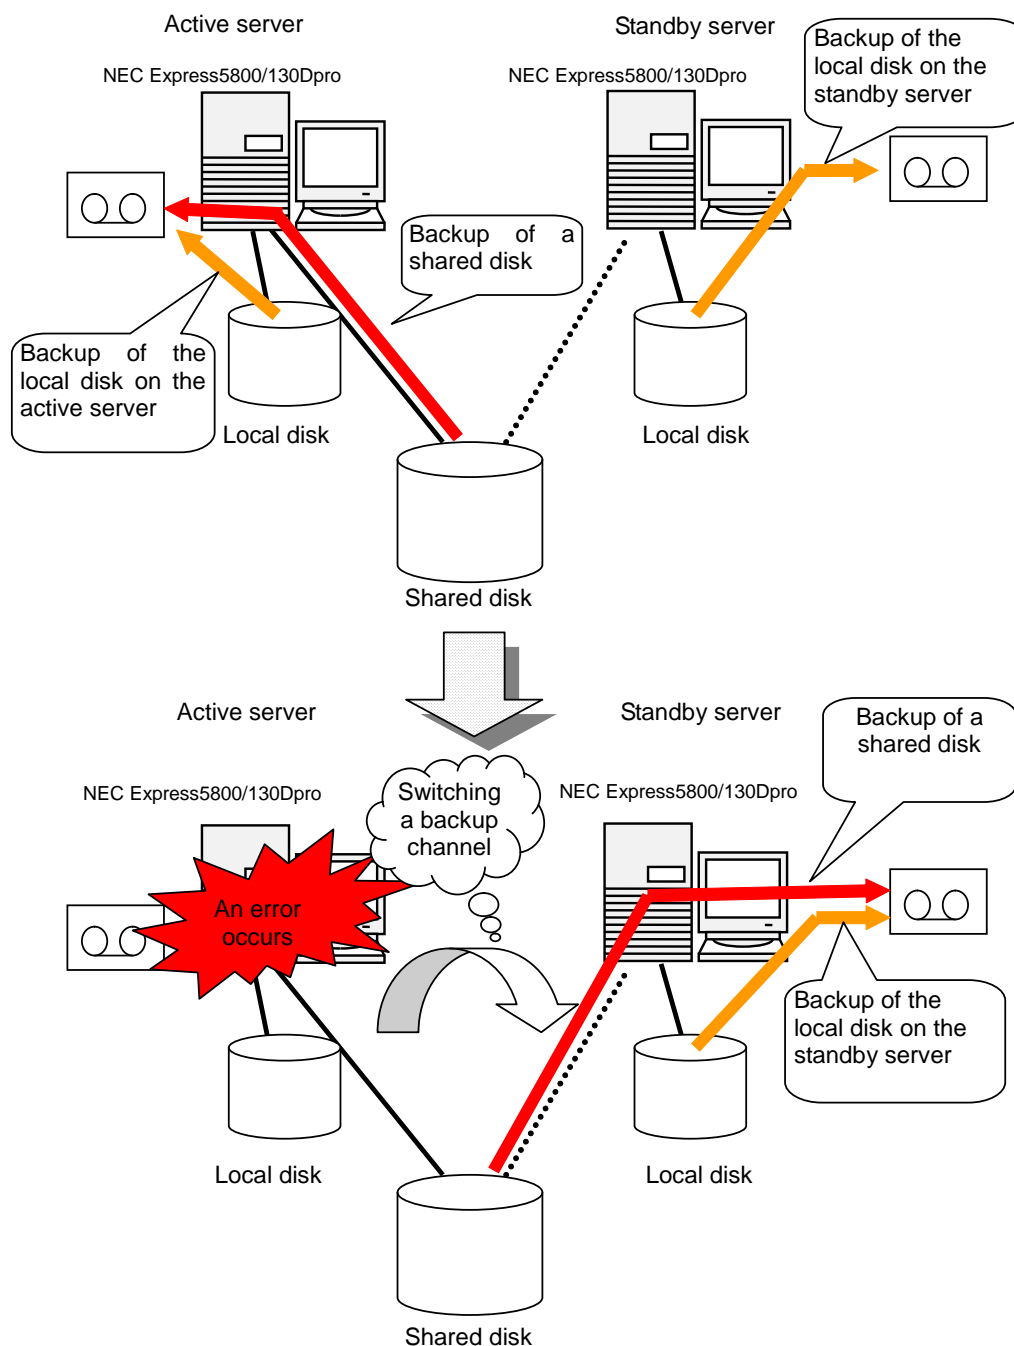 Active server
Standby server
Backup of the
local disk on the
standby server
NEC Express5800/130Dpro
NEC Express5800/130Dpro
Backup of a
shared disk
Backup of the
local disk on the
active server
Local disk
Local disk
Shared disk
Active server
Standby server
Backup of a
shared disk
NEC Express5800/130Dpro
NEC Express5800/130Dpro
Switching
a backup
channel
An error
occurs
Backup of the
local disk on the
standby server
Local disk
Local disk
Shared disk